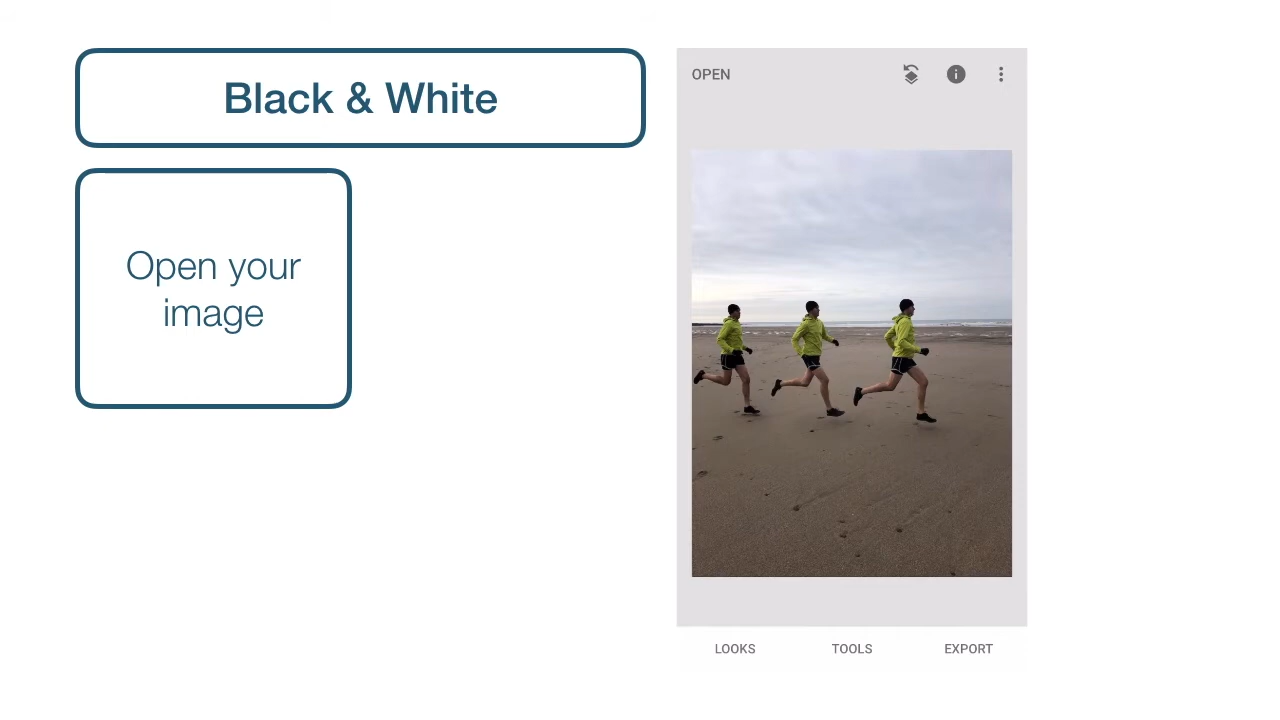 Black & White
Open your
image
OPEN
LOOKS
TOOLS
EXPORT